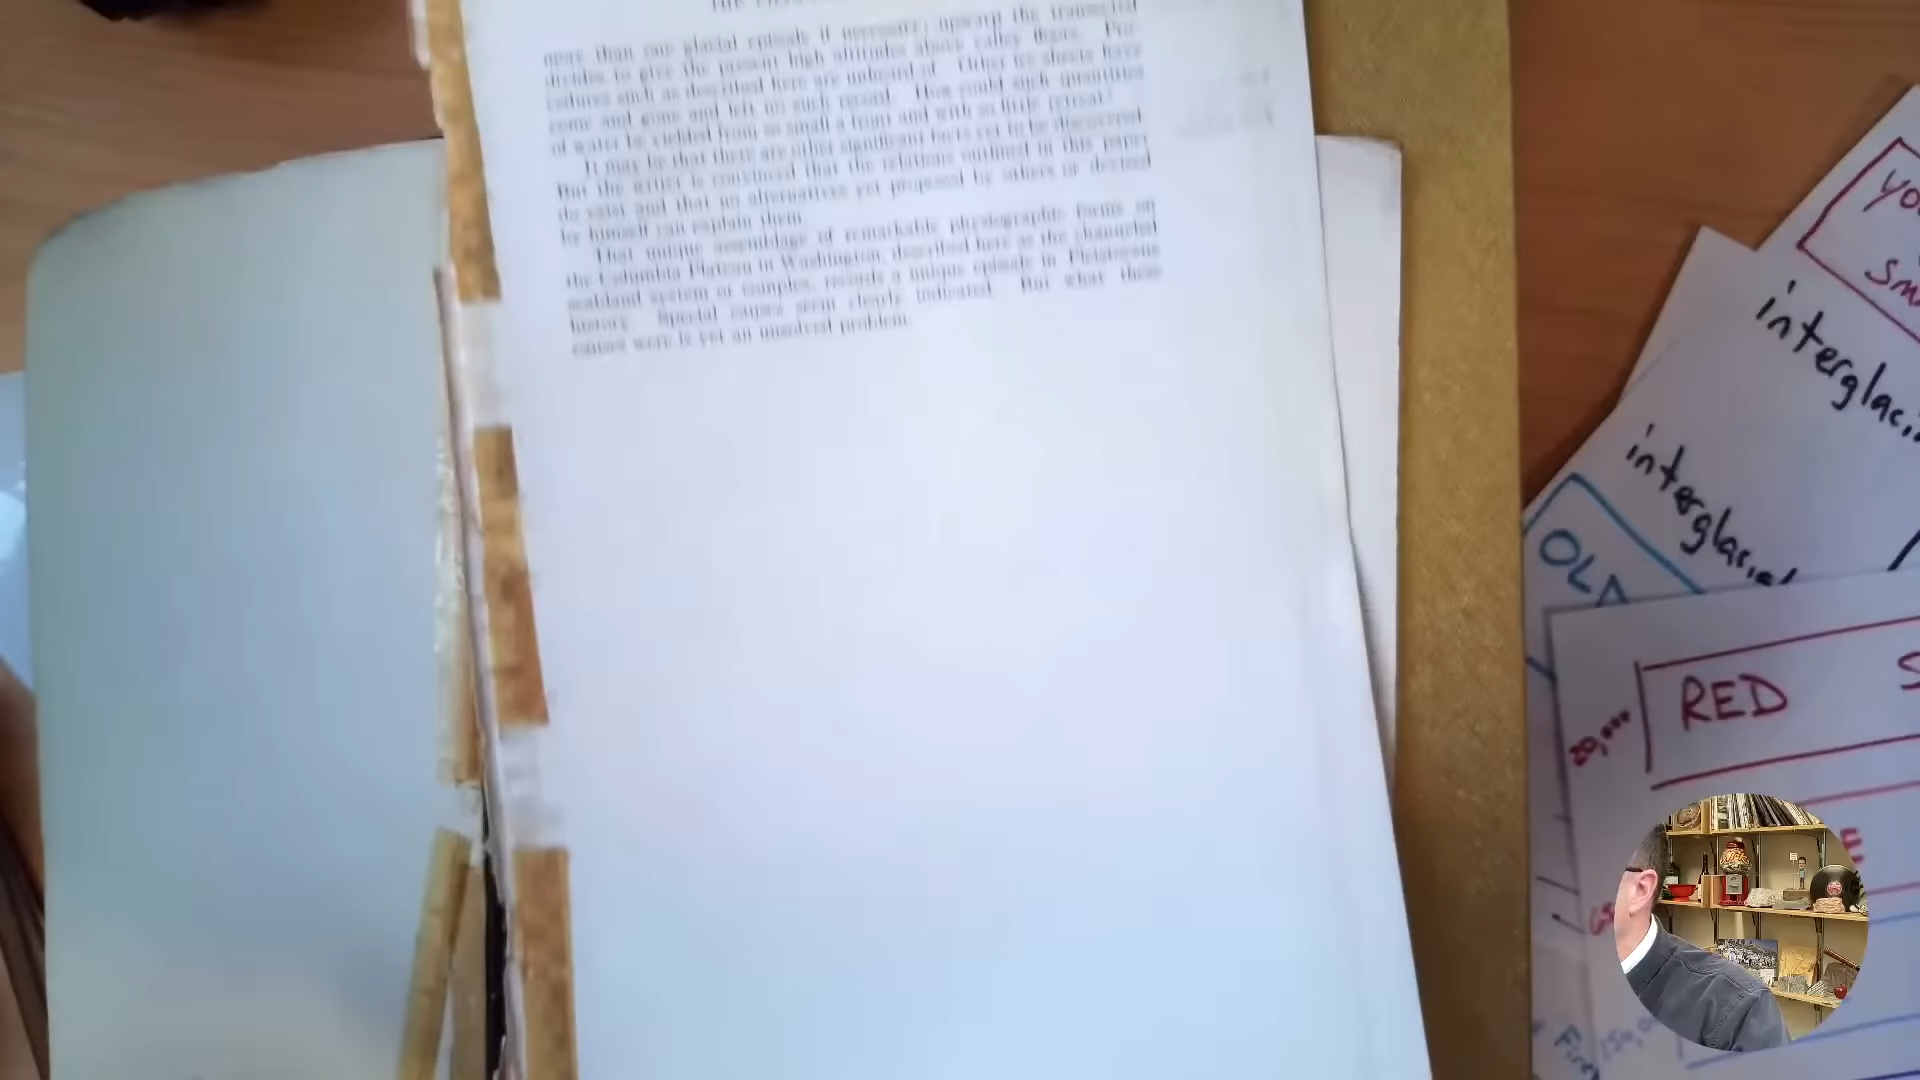 more than one glacial episode if necessary; upwarp the transected
divides to give the present high altitudes above valley floors. Pro-
cedures such as described here are unheard of. Other ice sheets have
come and gone and left no such record. How could such quantities
of water be yielded from so small a front and with so little retreat?
It may be that there are other significant facts yet to be discovered.
But the writer is convinced that the relations outlined in this paper
do exist and that no alternatives yet proposed by others or devised
by himself can explain them.
That unique assemblage of remarkable physiographic forms on
the Columbia Plateau in Washington, described here as the channeled
scabland system or complex, records a unique episode in Pleistocene
history. Special causes seem clearly indicated. But what these
causes were is yet an unsolved problem.
interglaci
interglacial
OLD
RED S
20,000